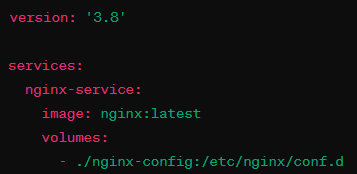 version: '3.8'
services:
nginx-service:
image: nginx:latest
volumes:
- ./nginx-config:/etc/nginx/conf.d